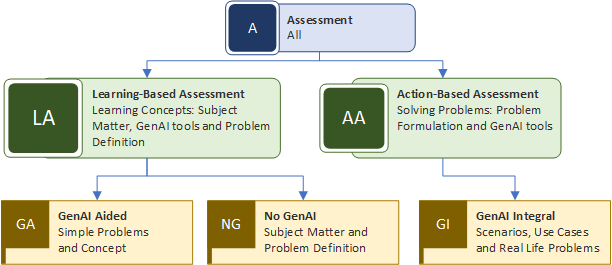 A
Assessment
All
LA
Learning-Based Assessment
Learning Concepts: Subject
Matter, GenAI tools and Problem
Definition
AA
Action-Based Assessment
Solving Problems: Problem
Formulation and GenAI tools
GA
GenAI Aided
Simple Problems
and Concept
NG
No GenAI
Subject Matter and
Problem Definition
GI
GenAI Integral
Scenarios, Use Cases
and Real Life Problems